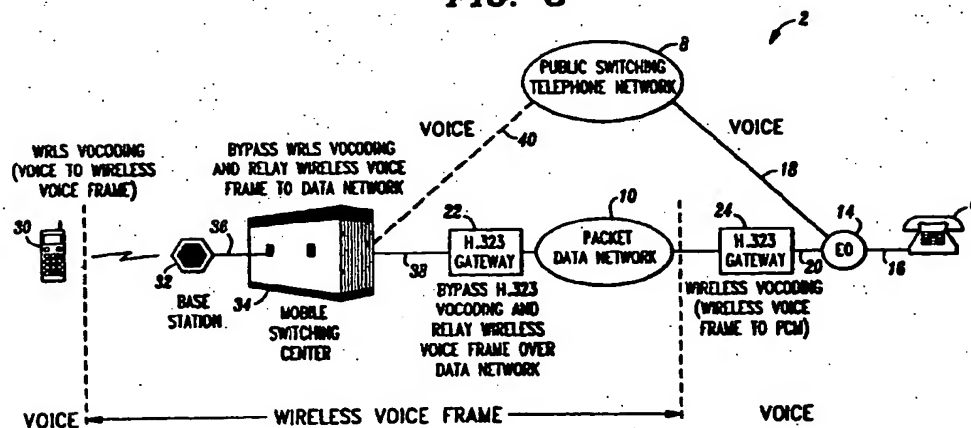 2
8
PUBLIC SWITCHING
TELEPHONE NETWORK
VOICE
40
VOICE
18
WRLS VOCODING
(VOICE TO WIRELESS
VOICE FRAME)
BYPASS WRLS VOCODING
AND RELAY WIRELESS VOICE
FRAME TO DATA NETWORK
30
36
32
BASE
STATION
34
MOBILE
SWITCHING
CENTER
38
22
H.323
GATEWAY
BYPASS H.323
VOCODING AND
RELAY WIRELESS
VOICE FRAME OVER
DATA NETWORK
10
PACKET
DATA NETWORK
24
H.323
GATEWAY
20
WIRELESS VOCODING
(WIRELESS VOICE
FRAME TO PCM)
14
EO
16
VOICE
WIRELESS VOICE FRAME
VOICE